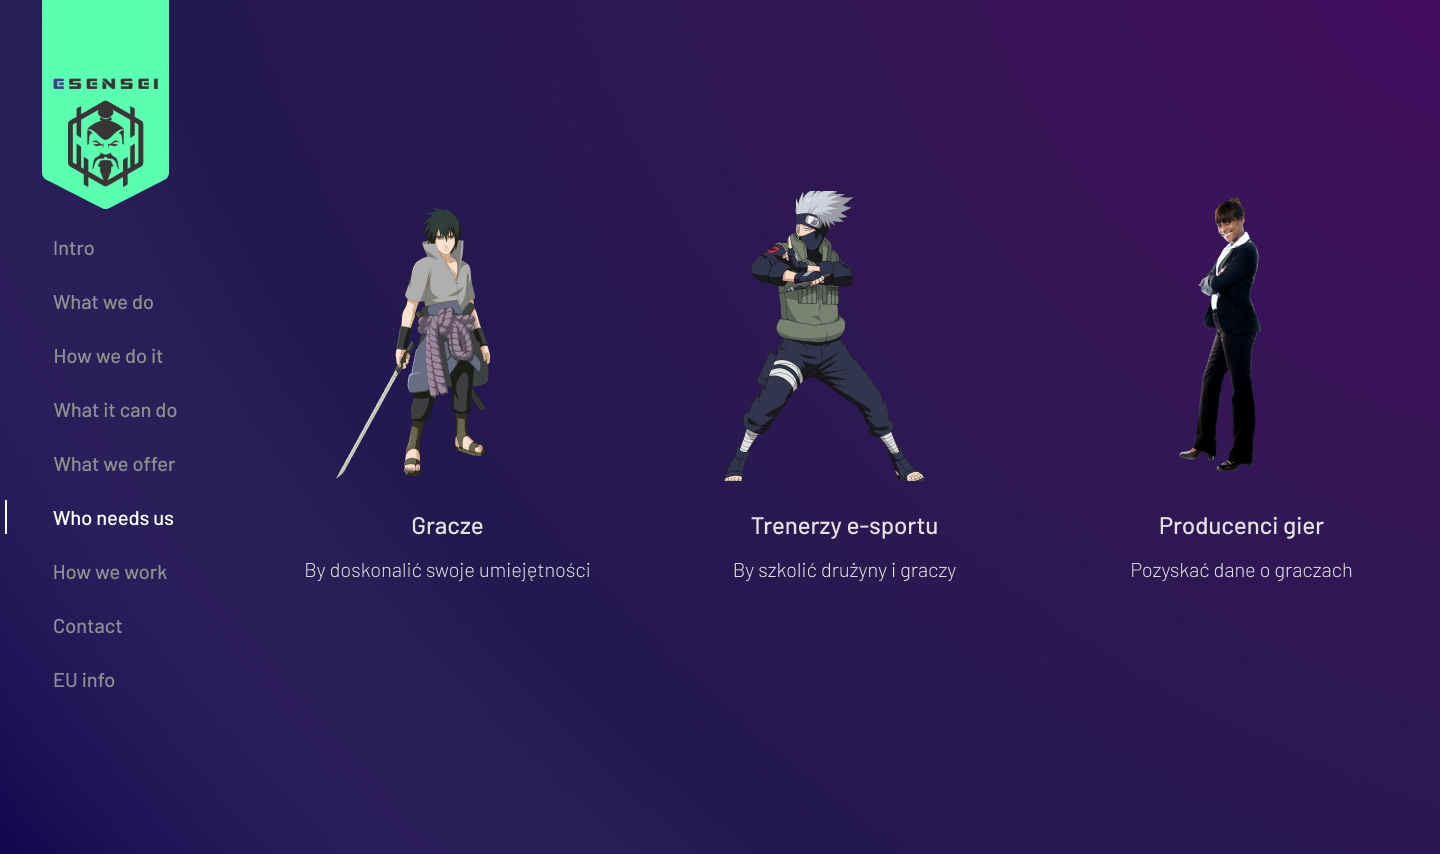 ESENSEI
Intro
What we do
How we do it
What it can do
What we offer
Who needs us
How we work
Contact
EU info
Gracze
By doskonalić swoje umiejętności
Trenerzy e-sportu
By szkolić drużyny i graczy
Producenci gier
Pozyskać dane o graczach